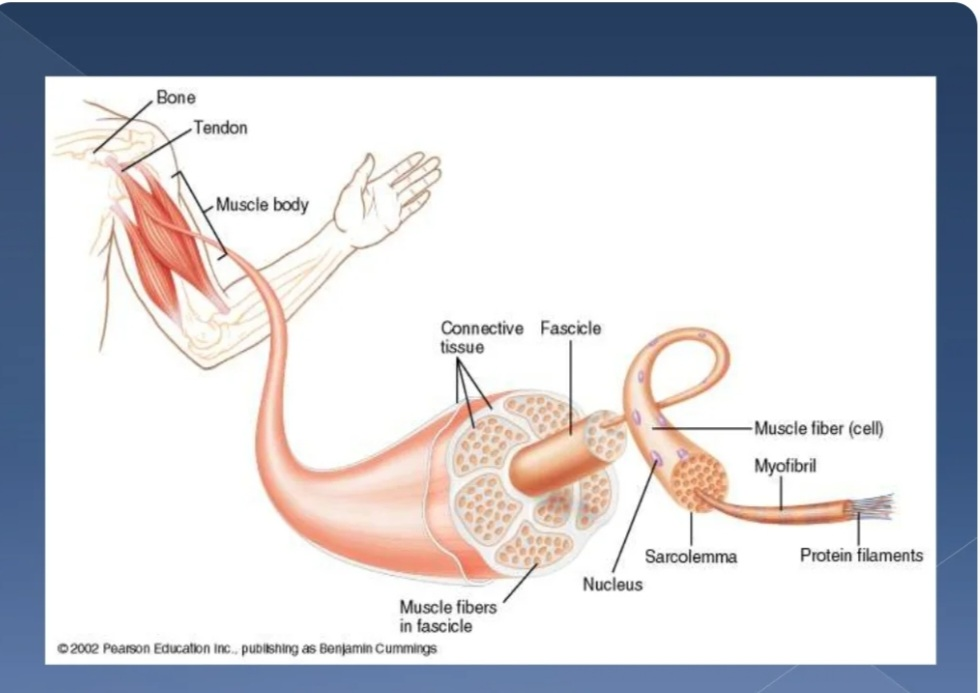 Bone
Tendon
Muscle body
Connective
tissue
Fascicle
Muscle fiber (cell)
Myofibril
Sarcolemma
Protein filaments
Nucleus
Muscle fibers
in fascicle
© 2002 Pearson Education Inc., publishing as Benjamin Cummings